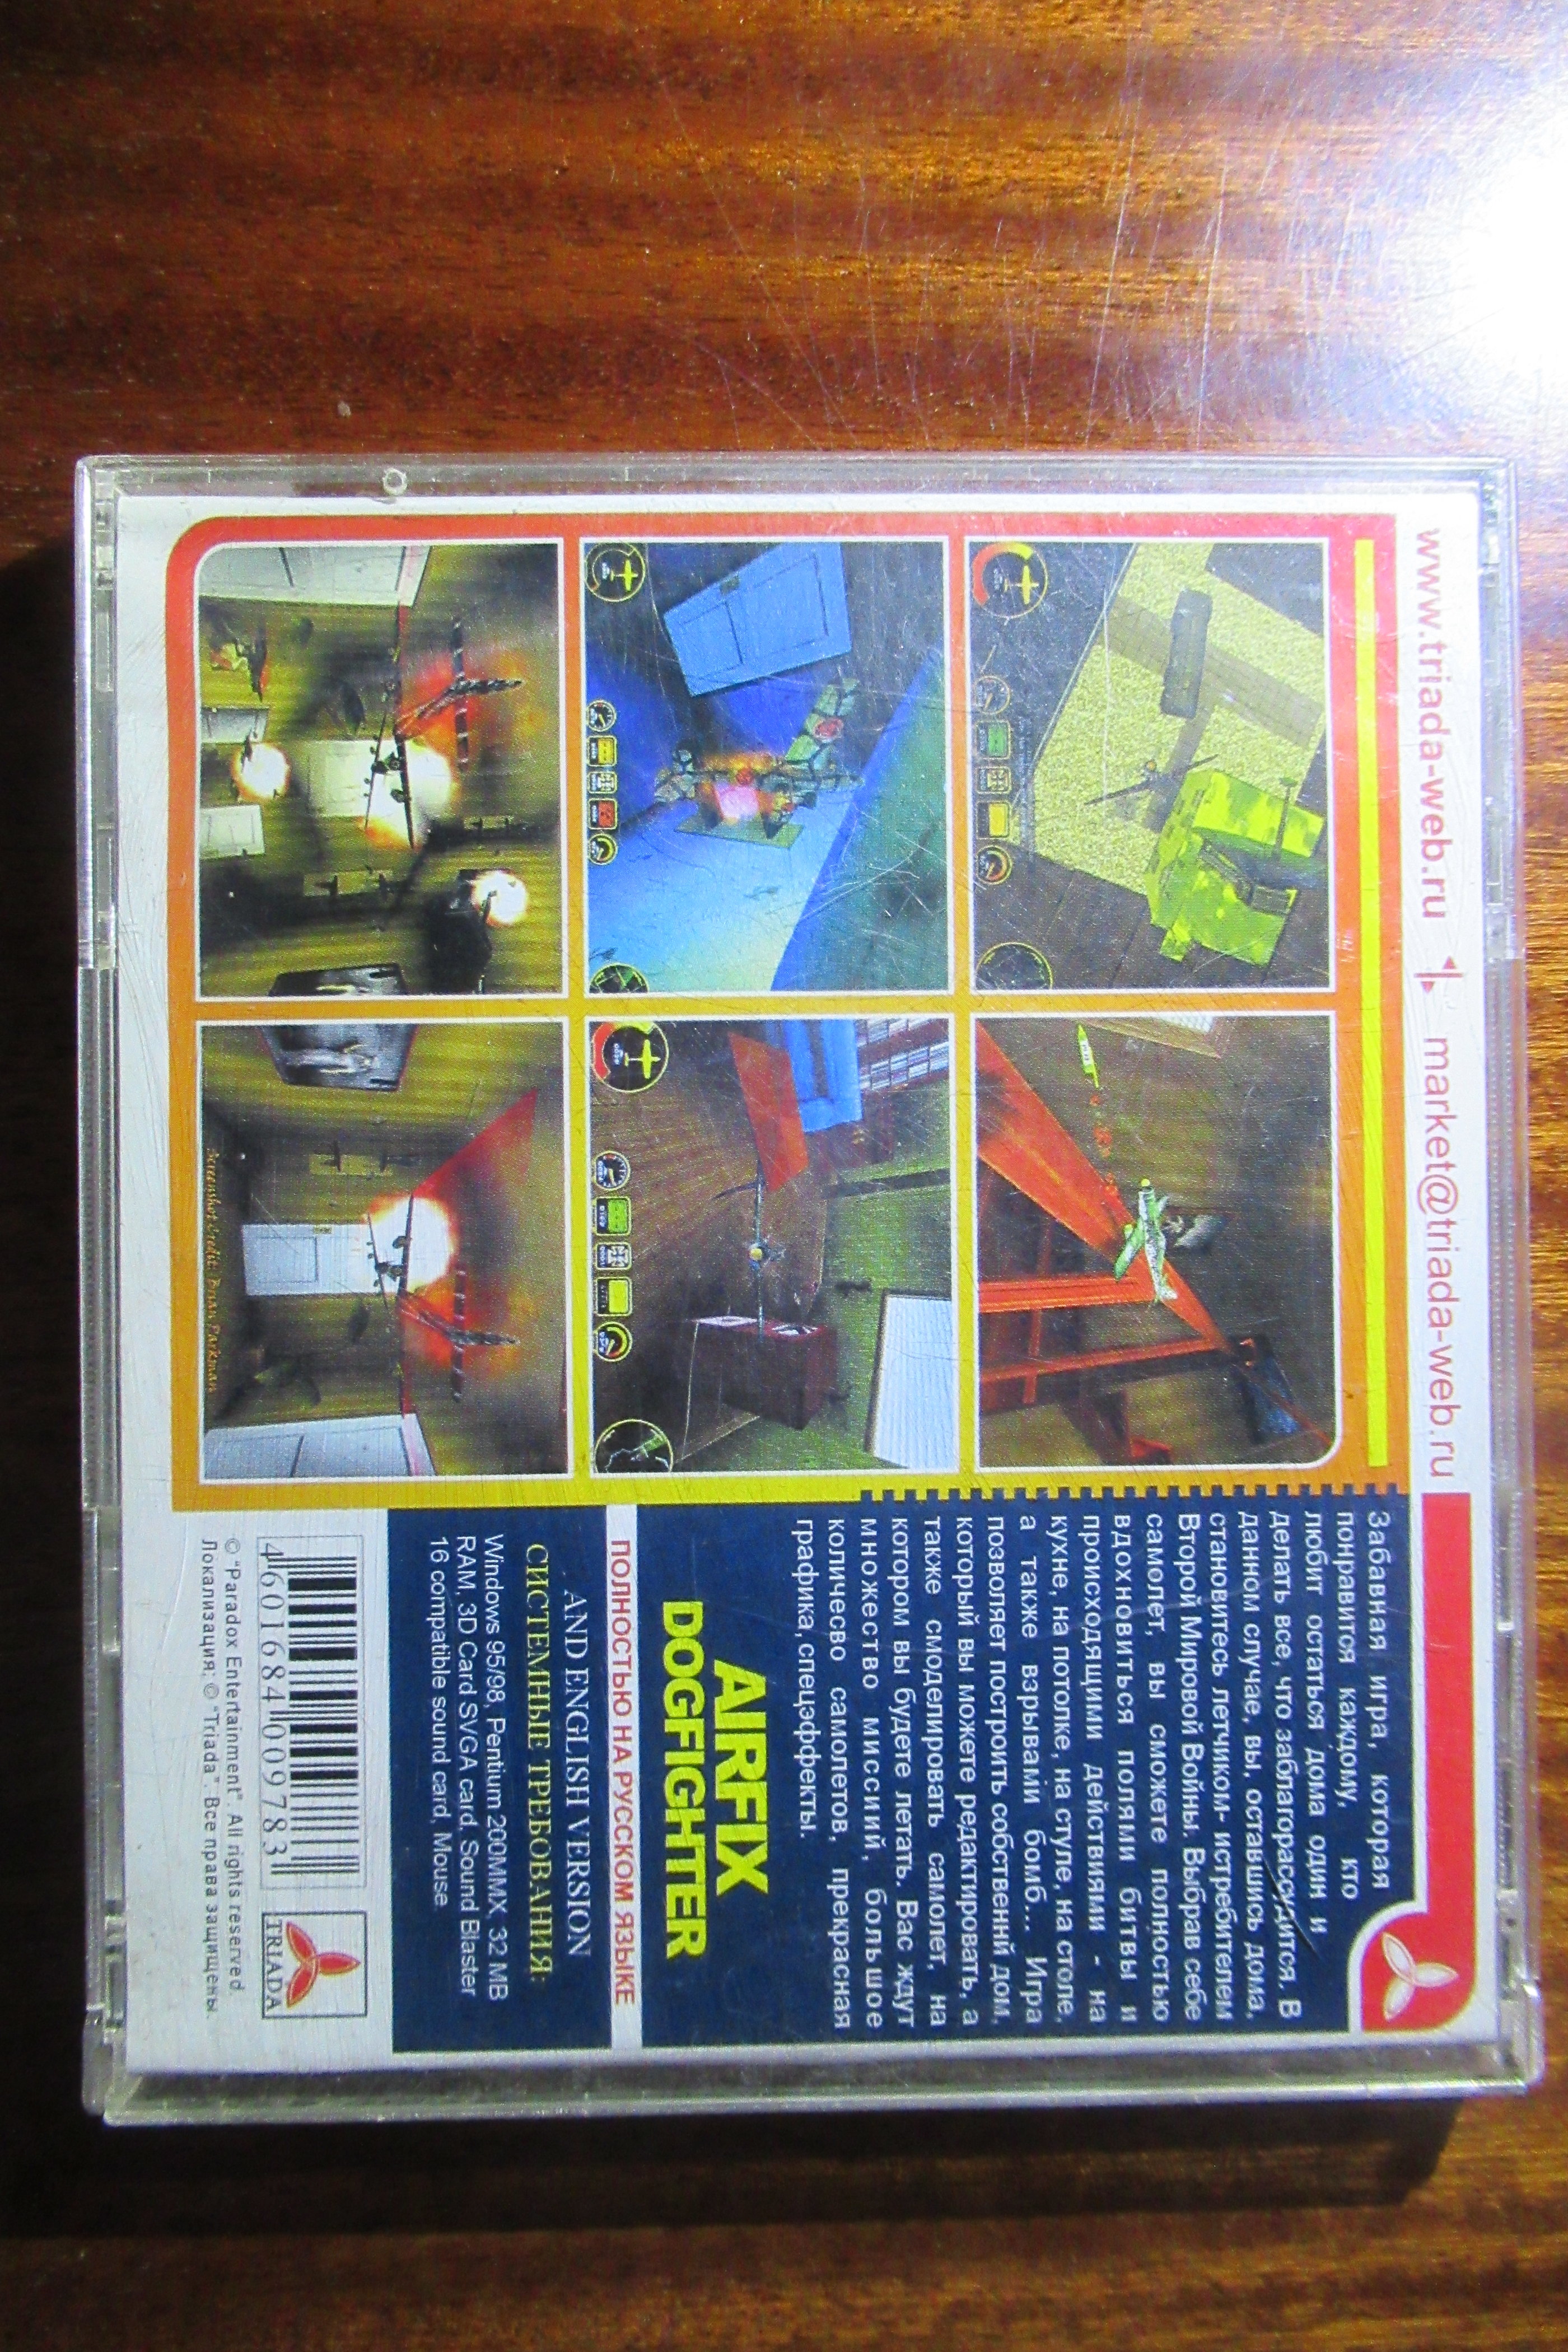 www.triada-web.ru market@triada-web.ru
Забавная игра, которая
понравится каждому, кто
любит остаться дома один и
делать все, что заблагорассудится. В
данном случае, вы, оставшись дома,
становитесь летчиком- истребителем
Второй Мировой Войны. Выбрав себе
самолет, вы сможете полностью
вдохновиться полями битвы и
происходящими действиями - на
кухне, на потолке, на стуле, на столе,
а также взрывами бомб... Игра
позволяет построить собственнй дом,
который вы можете редактировать, а
также смоделировать самолет, на
котором вы будете летать. Вас ждут
множество миссиий, большое
количесво самолетов, прекрасная
графика, спецэффекты.
AIRFIX
DOGFIGHTER
ПОЛНОСТЬЮ НА РУССКОМ ЯЗЫКЕ
AND ENGLISH VERSION
СИСТЕМНЫЕ ТРЕБОВАНИЯ:
Windows 95/98, Pentium 200MMX, 32 MB
RAM, 3D Card SVGA card, Sound Blaster
16 compatible sound card, Mouse
4 601684 009783
TRIADA
© "Paradox Entertainment". All rights reserved.
Локализация: © "Triada". Все права защищены.
Screenshot Credit: Brian Parkman